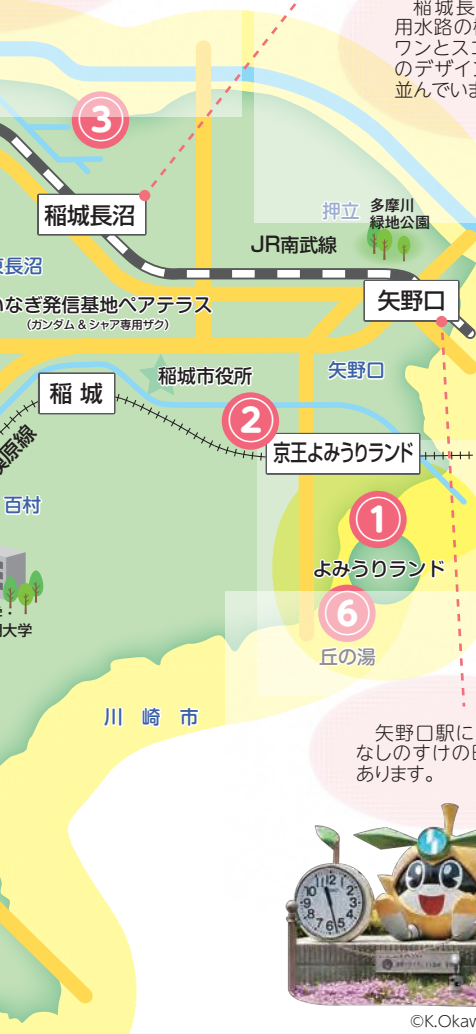 稲城長
用水路の
ワンとス
のデザイ
並んでいま
3
稲城長沼
押立
多摩川
緑地公園
JR南武線
長沼
なぎ発信基地ペアテラス
(ガンダム & シャア専用ザク)
矢野口
稲城市役所
矢野口
稲 城
2
京王よみうりランド
原線
百村
1
よみうりランド
6
丘の湯
大学
川 崎 市
矢野口駅に
なしのすけの
あります。
©K.Okaw